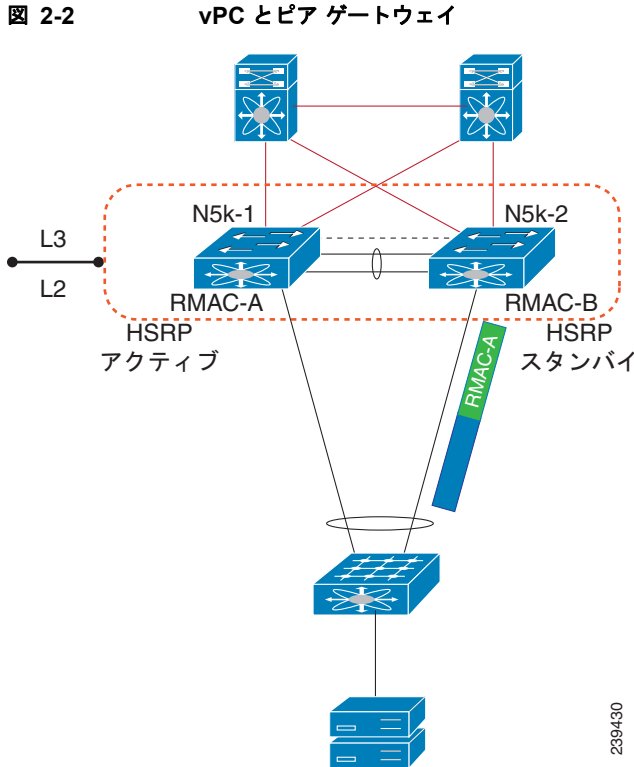 図 2-2 vPC とピア ゲートウェイ
N5k-1
N5k-2
L3
L2
RMAC-A
RMAC-B
HSRP
アクティブ
HSRP
スタンバイ
RMAC-A
239430